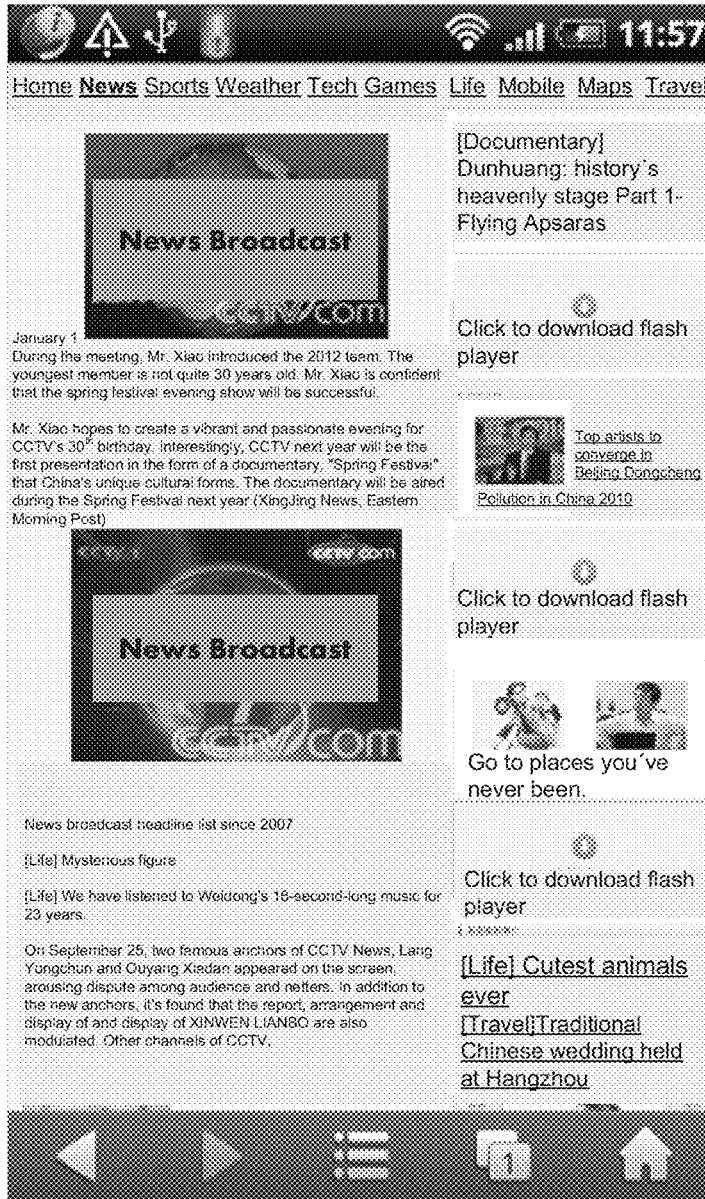 11:57
Home News Sports Weather Tech Games Life Mobile Maps Travel
News Broadcast
CCTV.com
January 1
During the meeting, Mr. Xiao introduced the 2012 team. The
youngest member is not quite 30 years old. Mr. Xiao is confident
that the spring festival evening show will be successful.
Mr. Xiao hopes to create a vibrant and passionate evening for
CCTV's 30th birthday. Interestingly, CCTV next year will be the
first presentation in the form of a documentary, "Spring Festival"
that China's unique cultural forms. The documentary will be aired
during the Spring Festival next year (XingJing News, Eastern
Morning Post)
cctv.com
News Broadcast
CCTV.com
News broadcast headline list since 2007
[Life] Mysterious figure
[Life] We have listened to Weidong's 16-second-long music for
23 years.
On September 25, two famous anchors of CCTV News, Lang
Yongchun and Ouyang Xiadan appeared on the screen,
arousing dispute among audience and netters. In addition to
the new anchors, it's found that the report, arrangement and
display of and display of XINWEN LIANBO are also
modulated. Other channels of CCTV,
[Documentary]
Dunhuang: history´s
heavenly stage Part 1-
Flying Apsaras
Click to download flash
player
Top artists to
converge in
Beijing Dongcheng
Pollution in China 2010
Click to download flash
player
Go to places you´ve
never been.
Click to download flash
player
[Life] Cutest animals
ever
[Travel]Traditional
Chinese wedding held
at Hangzhou
1